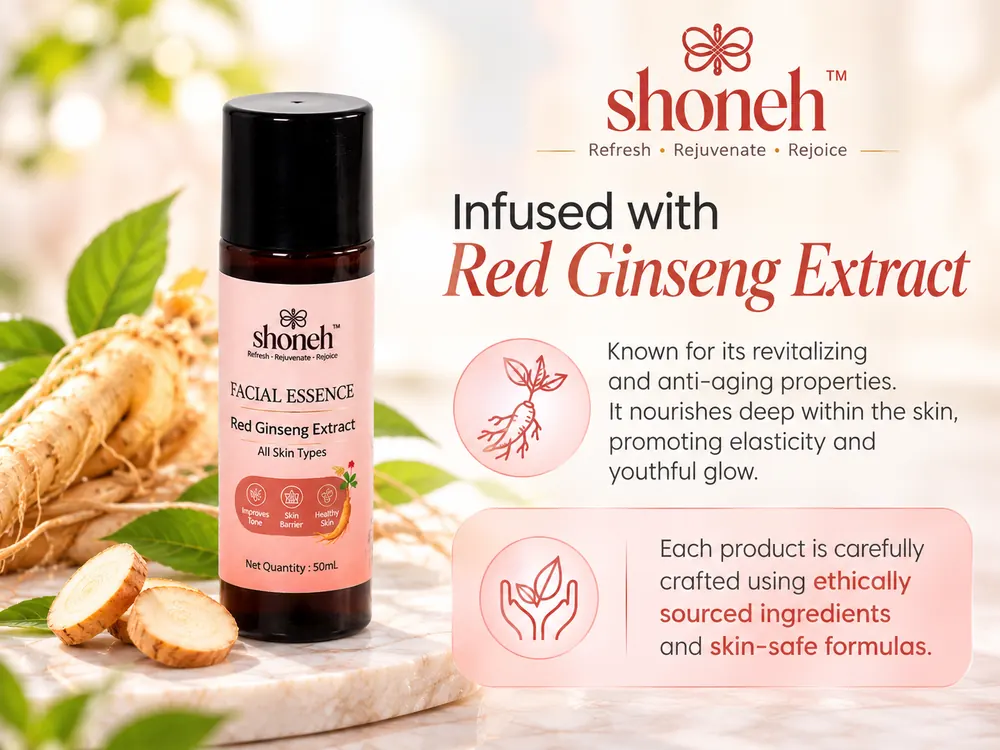 shoneh™
Refresh • Rejuvenate • Rejoice
Infused with
Red Ginseng Extract
Known for its revitalizing
and anti-aging properties.
It nourishes deep within the skin,
promoting elasticity and
youthful glow.
Each product is carefully
crafted using ethically
sourced ingredients
and skin-safe formulas.
shoneh™
Refresh - Rejuvenate - Rejoice
FACIAL ESSENCE
Red Ginseng Extract
All Skin Types
Improves Tone
Skin Barrier
Healthy Skin
Net Quantity : 50mL